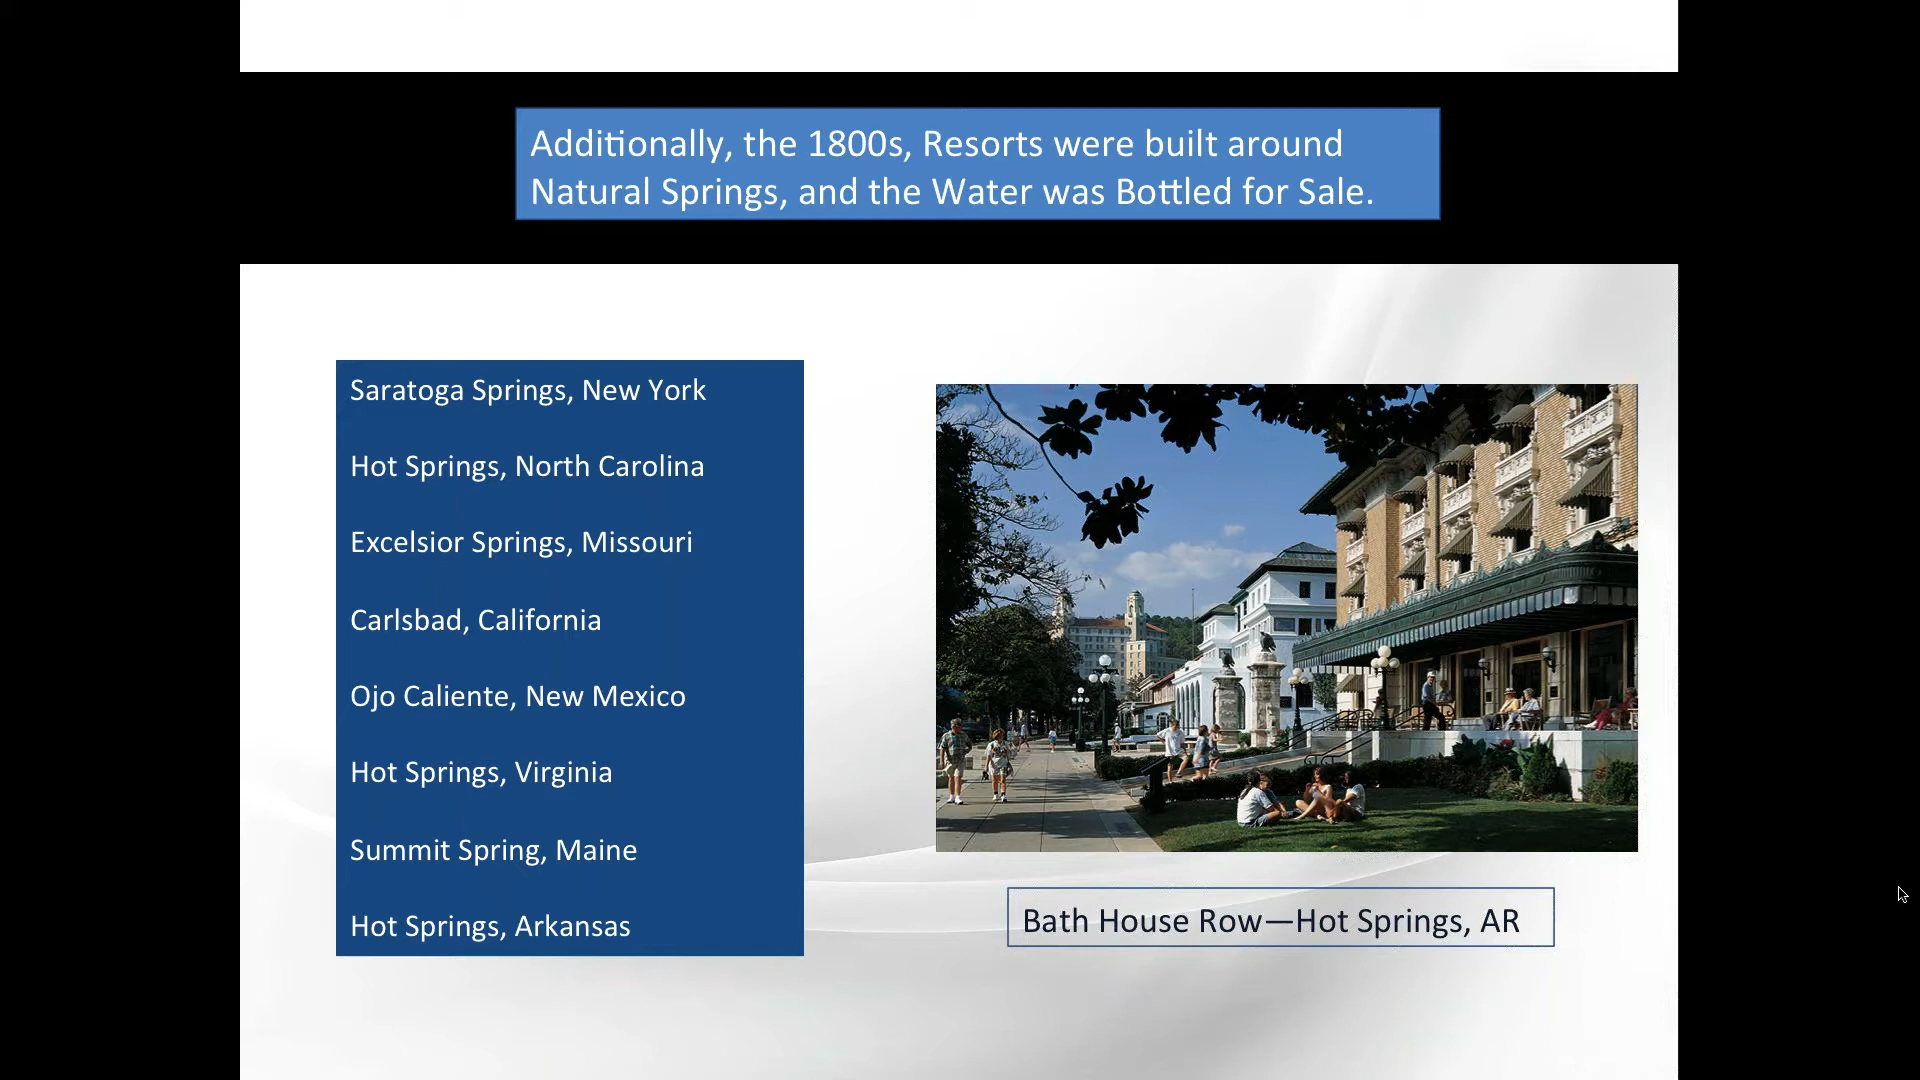 Additionally, the 1800s, Resorts were built around
Natural Springs, and the Water was Bottled for Sale.
Saratoga Springs, New York
Hot Springs, North Carolina
Excelsior Springs, Missouri
Carlsbad, California
Ojo Caliente, New Mexico
Hot Springs, Virginia
Summit Spring, Maine
Hot Springs, Arkansas
Bath House Row—Hot Springs, AR